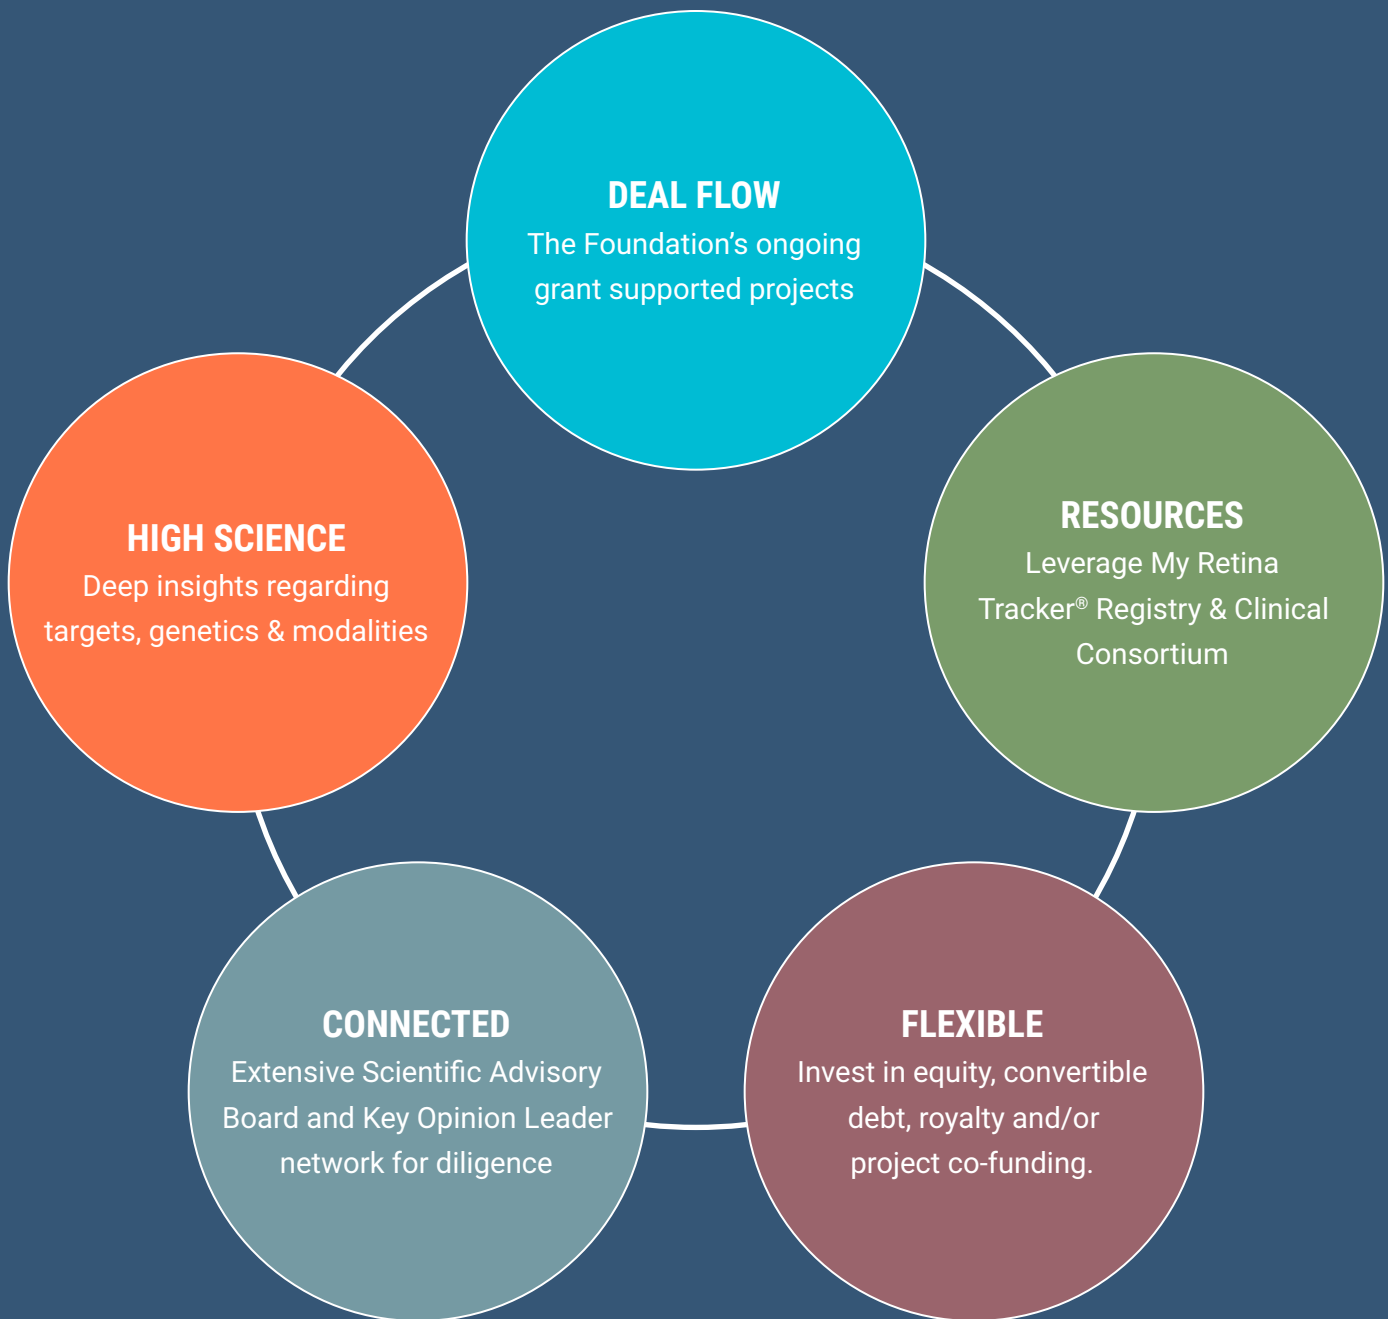 DEAL FLOW
The Foundation’s ongoing
grant supported projects
HIGH SCIENCE
Deep insights regarding
targets, genetics & modalities
RESOURCES
Leverage My Retina
Tracker® Registry & Clinical
Consortium
CONNECTED
Extensive Scientific Advisory
Board and Key Opinion Leader
network for diligence
FLEXIBLE
Invest in equity, convertible
debt, royalty and/or
project co-funding.